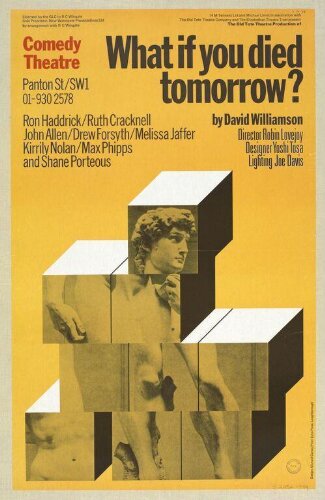 Comedy
Theatre
Panton St/SW1
01-930 2578
What if you died
tomorrow?
The Old Tote Theatre Production of
by David Williamson
Director Robin Lovejoy
Designer Yoshi Tosa
Lighting Joe Davis
Ron Haddrick/Ruth Cracknell
John Allen/Drew Forsyth/Melissa Jaffer
Kirrily Nolan/Max Phipps
and Shane Porteous